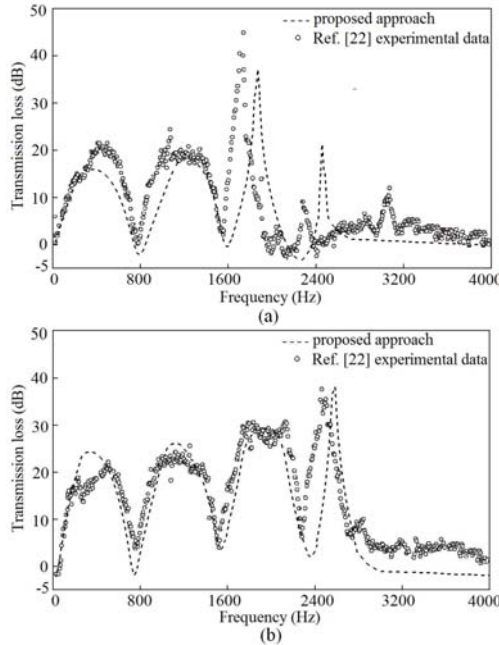 50
40
30
20
10
0
-5
Transmission loss (dB)
proposed approach
Ref. [22] experimental data
0 800 1600 2400 3200 4000
Frequency (Hz)
(a)
50
40
30
20
10
0
-5
Transmission loss (dB)
proposed approach
Ref. [22] experimental data
0 800 1600 2400 3200 4000
Frequency (Hz)
(b)